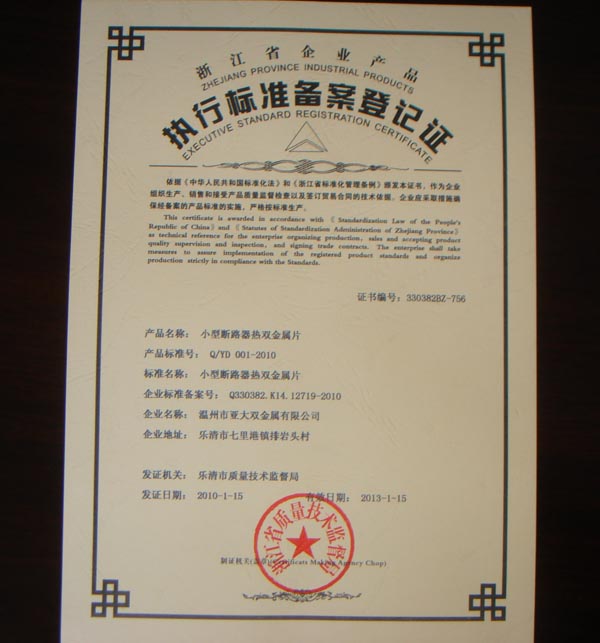 浙江省企业产品
ZHEJIANG PROVINCE INDUSTRIAL PRODUCTS
执行标准备案登记证
EXECUTIVE STANDARD REGISTRATION CERTIFICATE
依据《中华人民共和国标准化法》和《浙江省标准化管理条例》颁发本证书，作为企业
组织生产、销售和接受产品质量监督检查以及签订贸易合同的技术依据。企业应采取措施确
保经备案的产品标准的实施，严格按标准生产。
This certificate is awarded in accordance with 《Standardization Law of the People's
Republic of China》and 《Statutes of Standardization Administration of Zhejiang Province》
as technical reference for the enterprise organizing production, sales and accepting product
quality supervision and inspection, and signing trade contracts. The enterprise shall take
measures to assure implementation of the registered product standards and organize
production strictly in compliance with the Standards.
证书编号：330382BZ-756
产品名称： 小型断路器热双金属片
产品标准号： Q/YD 001-2010
标准名称： 小型断路器热双金属片
企业标准备案号： Q330382.K14.12719-2010
企业名称： 温州市亚大双金属有限公司
企业地址： 乐清市七里港镇排岩头村
发证机关： 乐清市质量技术监督局
发证日期： 2010-1-15 有效日期： 2013-1-15
浙江省质量技术监督局
制证机关(盖章)(Certificats Making Agency Chop)